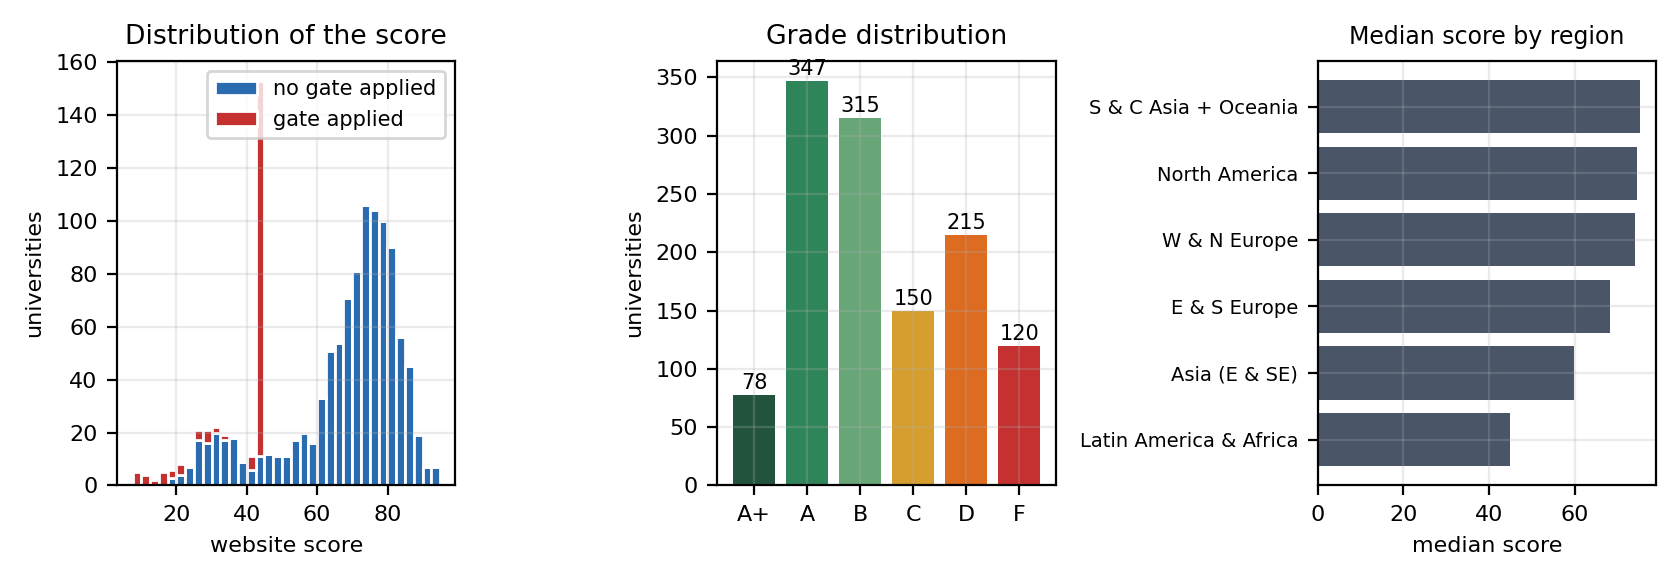 Distribution of the score
160
140
120
100
80
60
40
20
0
universities
no gate applied
gate applied
20 40 60 80
website score
Grade distribution
350
300
250
200
150
100
50
0
universities
78
347
315
150
215
120
A+ A B C D F
Median score by region
S & C Asia + Oceania
North America
W & N Europe
E & S Europe
Asia (E & SE)
Latin America & Africa
0 20 40 60
median score